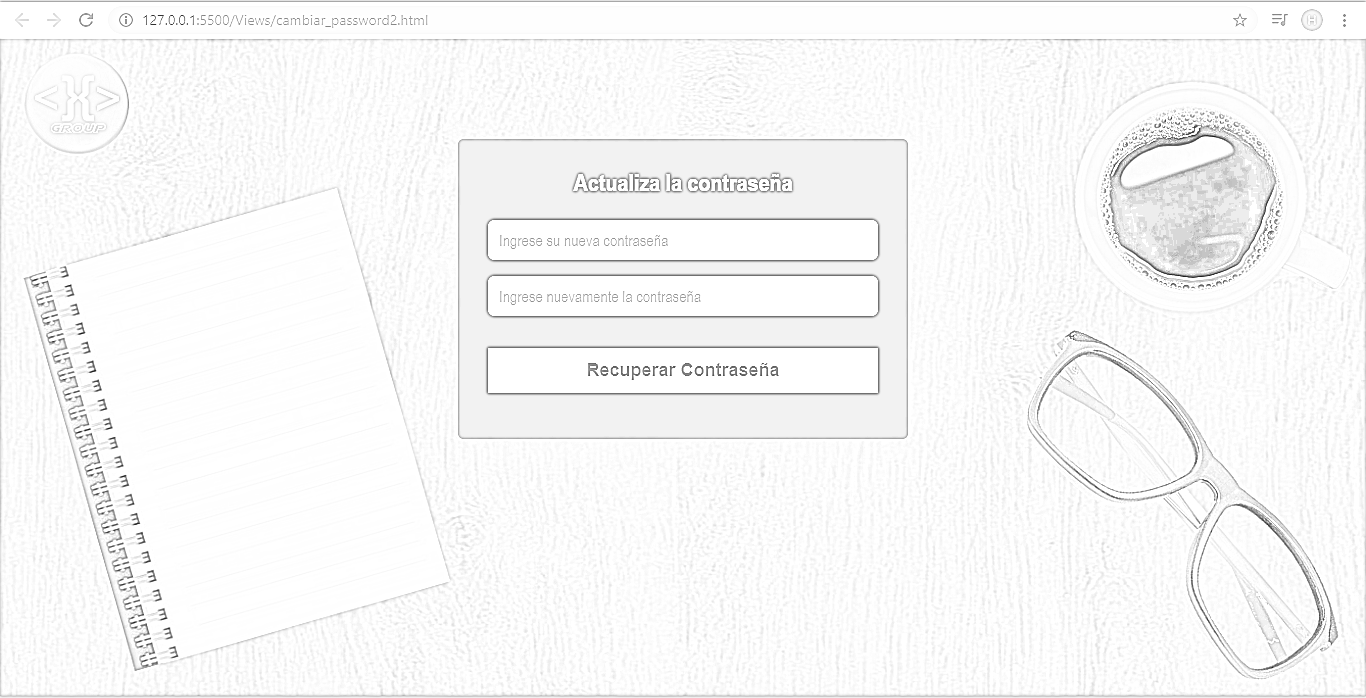 127.0.0.1:5500/Views/cambiar_password2.html
H
<X>
GROUP
Actualiza la contraseña
Ingrese su nueva contraseña
Ingrese nuevamente la contraseña
Recuperar Contraseña